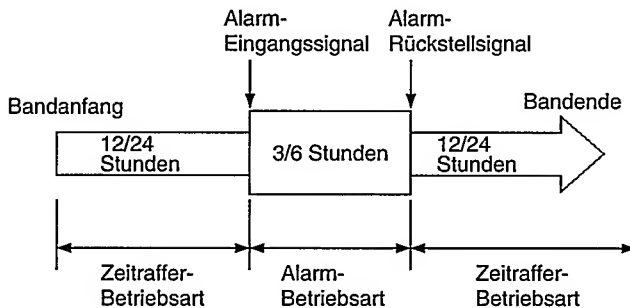 Alarm-
Eingangssignal
Alarm-
Rückstellsignal
Bandanfang
Bandende
12/24
Stunden
3/6 Stunden
12/24
Stunden
Zeitraffer-
Betriebsart
Alarm-
Betriebsart
Zeitraffer-
Betriebsart